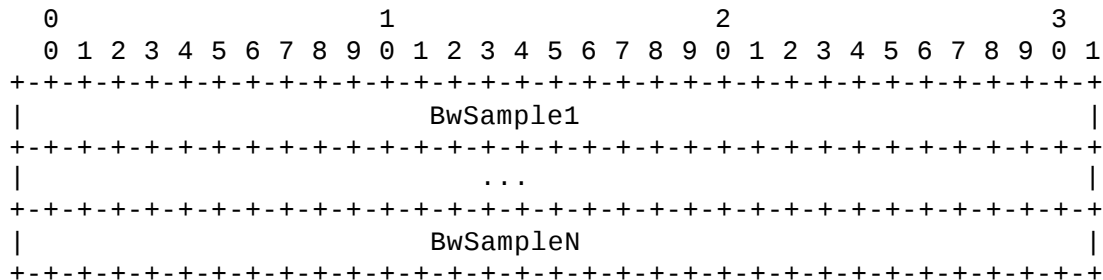 0                   1                   2                   3
 0 1 2 3 4 5 6 7 8 9 0 1 2 3 4 5 6 7 8 9 0 1 2 3 4 5 6 7 8 9 0 1
+-+-+-+-+-+-+-+-+-+-+-+-+-+-+-+-+-+-+-+-+-+-+-+-+-+-+-+-+-+-+-+-+
|                        BwSample1                              |
+-+-+-+-+-+-+-+-+-+-+-+-+-+-+-+-+-+-+-+-+-+-+-+-+-+-+-+-+-+-+-+-+
|                           ...                                 |
+-+-+-+-+-+-+-+-+-+-+-+-+-+-+-+-+-+-+-+-+-+-+-+-+-+-+-+-+-+-+-+-+
|                        BwSampleN                              |
+-+-+-+-+-+-+-+-+-+-+-+-+-+-+-+-+-+-+-+-+-+-+-+-+-+-+-+-+-+-+-+-+